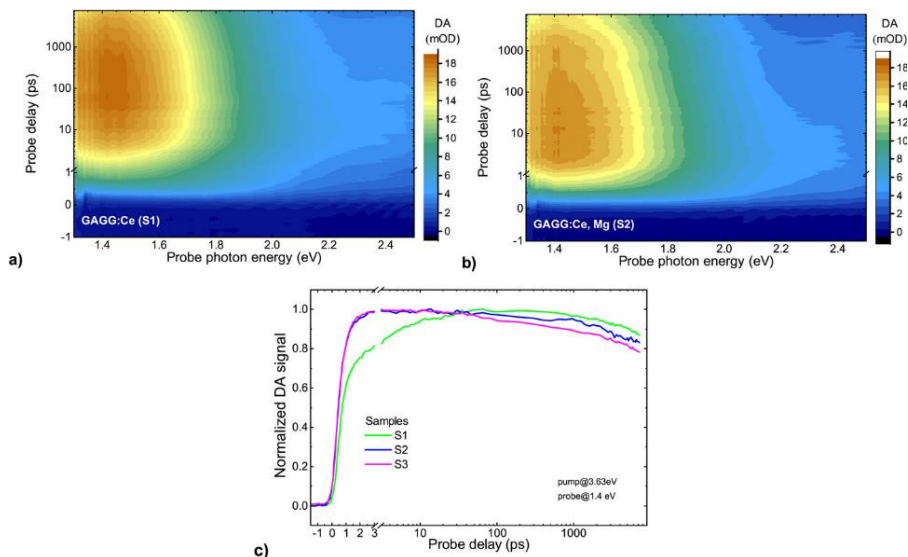 DA
(mOD)
1000
100
10
1
0
-1
Probe delay (ps)
GAGG:Ce (S1)
1.4 1.6 1.8 2.0 2.2 2.4
Probe photon energy (eV)
18
16
14
12
10
8
6
4
2
0
a)
DA
(mOD)
1000
100
10
1
0
-1
Probe delay (ps)
GAGG:Ce, Mg (S2)
1.4 1.6 1.8 2.0 2.2 2.4
Probe photon energy (eV)
18
16
14
12
10
8
6
4
2
0
b)
1.0
0.8
0.6
0.4
0.2
0.0
Normalized DA signal
Samples
S1
S2
S3
pump@3.63eV
probe@1.4 eV
-1 0 1 2 3 10 100 1000
Probe delay (ps)
c)